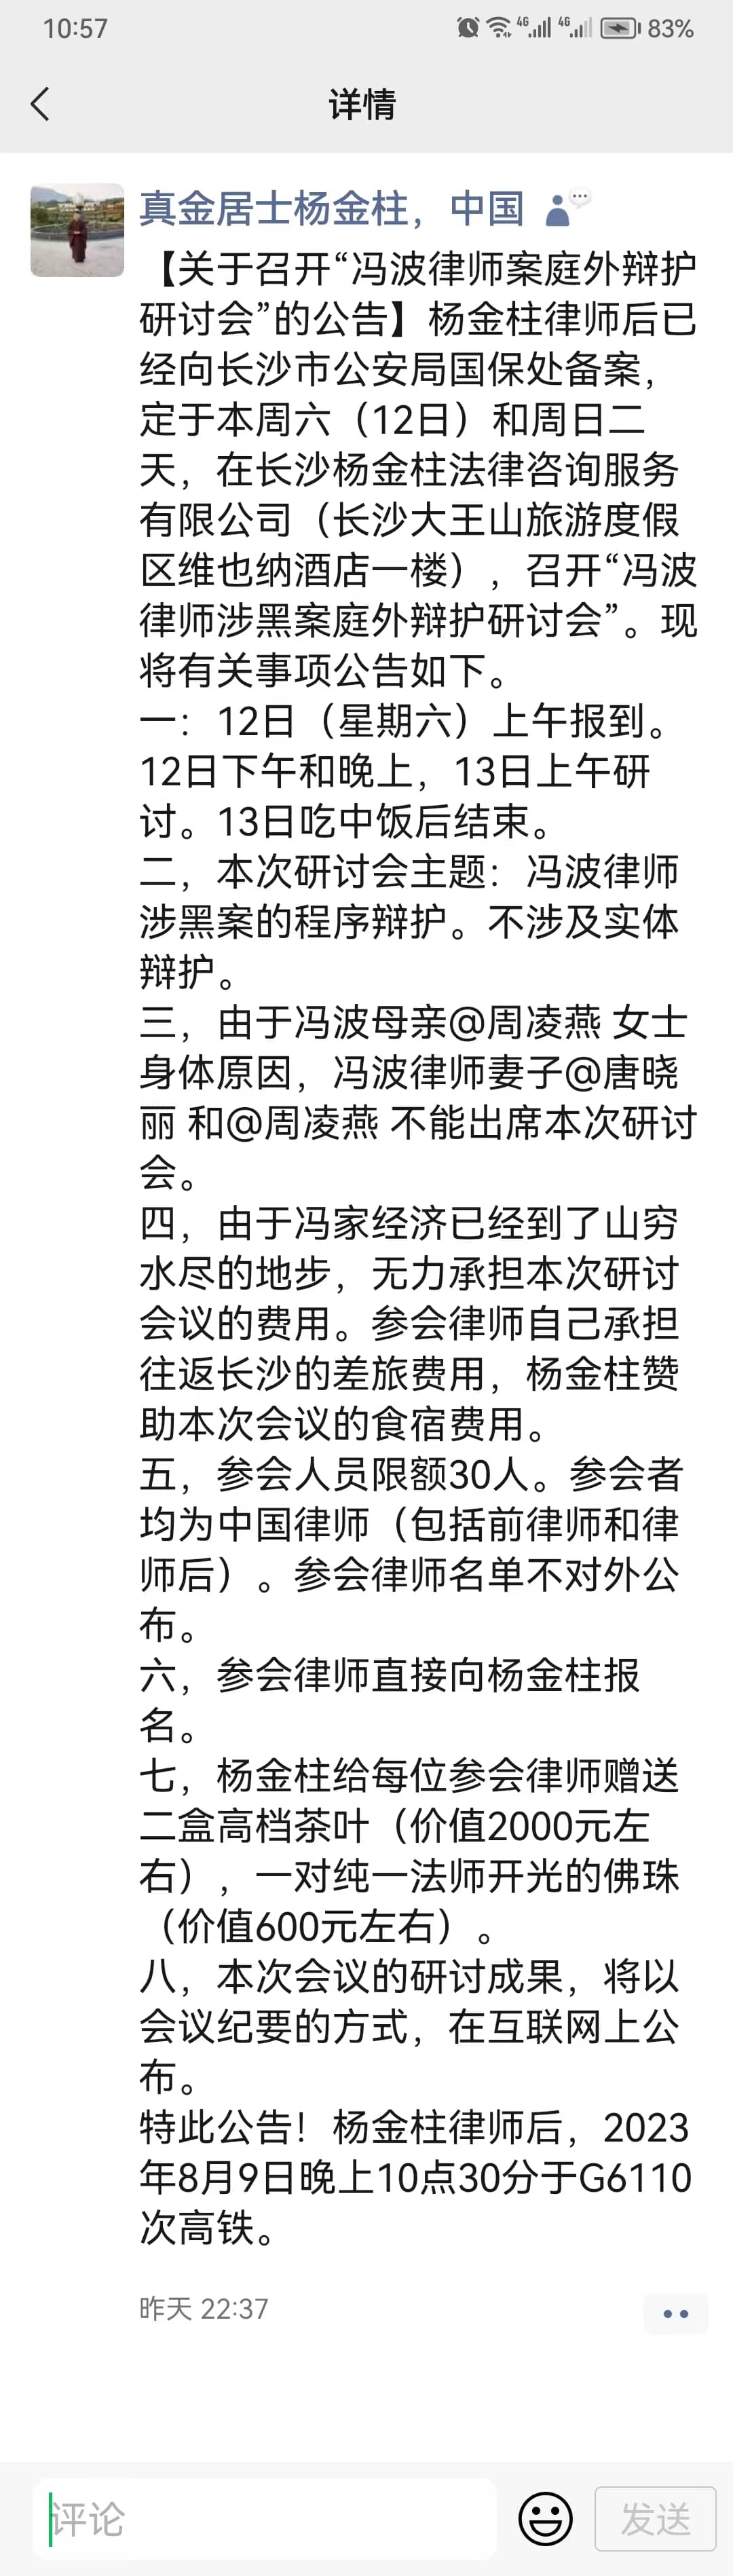 10:57
4G 4G 83%
详情
真金居士杨金柱，中国
【关于召开“冯波律师案庭外辩护
研讨会”的公告】杨金柱律师后已
经向长沙市公安局国保处备案，
定于本周六（12日）和周日二
天，在长沙杨金柱法律咨询服务
有限公司（长沙大王山旅游度假
区维也纳酒店一楼），召开“冯波
律师涉黑案庭外辩护研讨会”。现
将有关事项公告如下。
一：12日（星期六）上午报到。
12日下午和晚上，13日上午研
讨。13日吃中饭后结束。
二，本次研讨会主题：冯波律师
涉黑案的程序辩护。不涉及实体
辩护。
三，由于冯波母亲@周凌燕 女士
身体原因，冯波律师妻子@唐晓
丽 和@周凌燕 不能出席本次研讨
会。
四，由于冯家经济已经到了山穷
水尽的地步，无力承担本次研讨
会议的费用。参会律师自己承担
往返长沙的差旅费用，杨金柱赞
助本次会议的食宿费用。
五，参会人员限额30人。参会者
均为中国律师（包括前律师和律
师后）。参会律师名单不对外公
布。
六，参会律师直接向杨金柱报
名。
七，杨金柱给每位参会律师赠送
二盒高档茶叶（价值2000元左
右），一对纯一法师开光的佛珠
（价值600元左右）。
八，本次会议的研讨成果，将以
会议纪要的方式，在互联网上公
布。
特此公告！杨金柱律师后，2023
年8月9日晚上10点30分于G6110
次高铁。
昨天 22:37
评论
发送